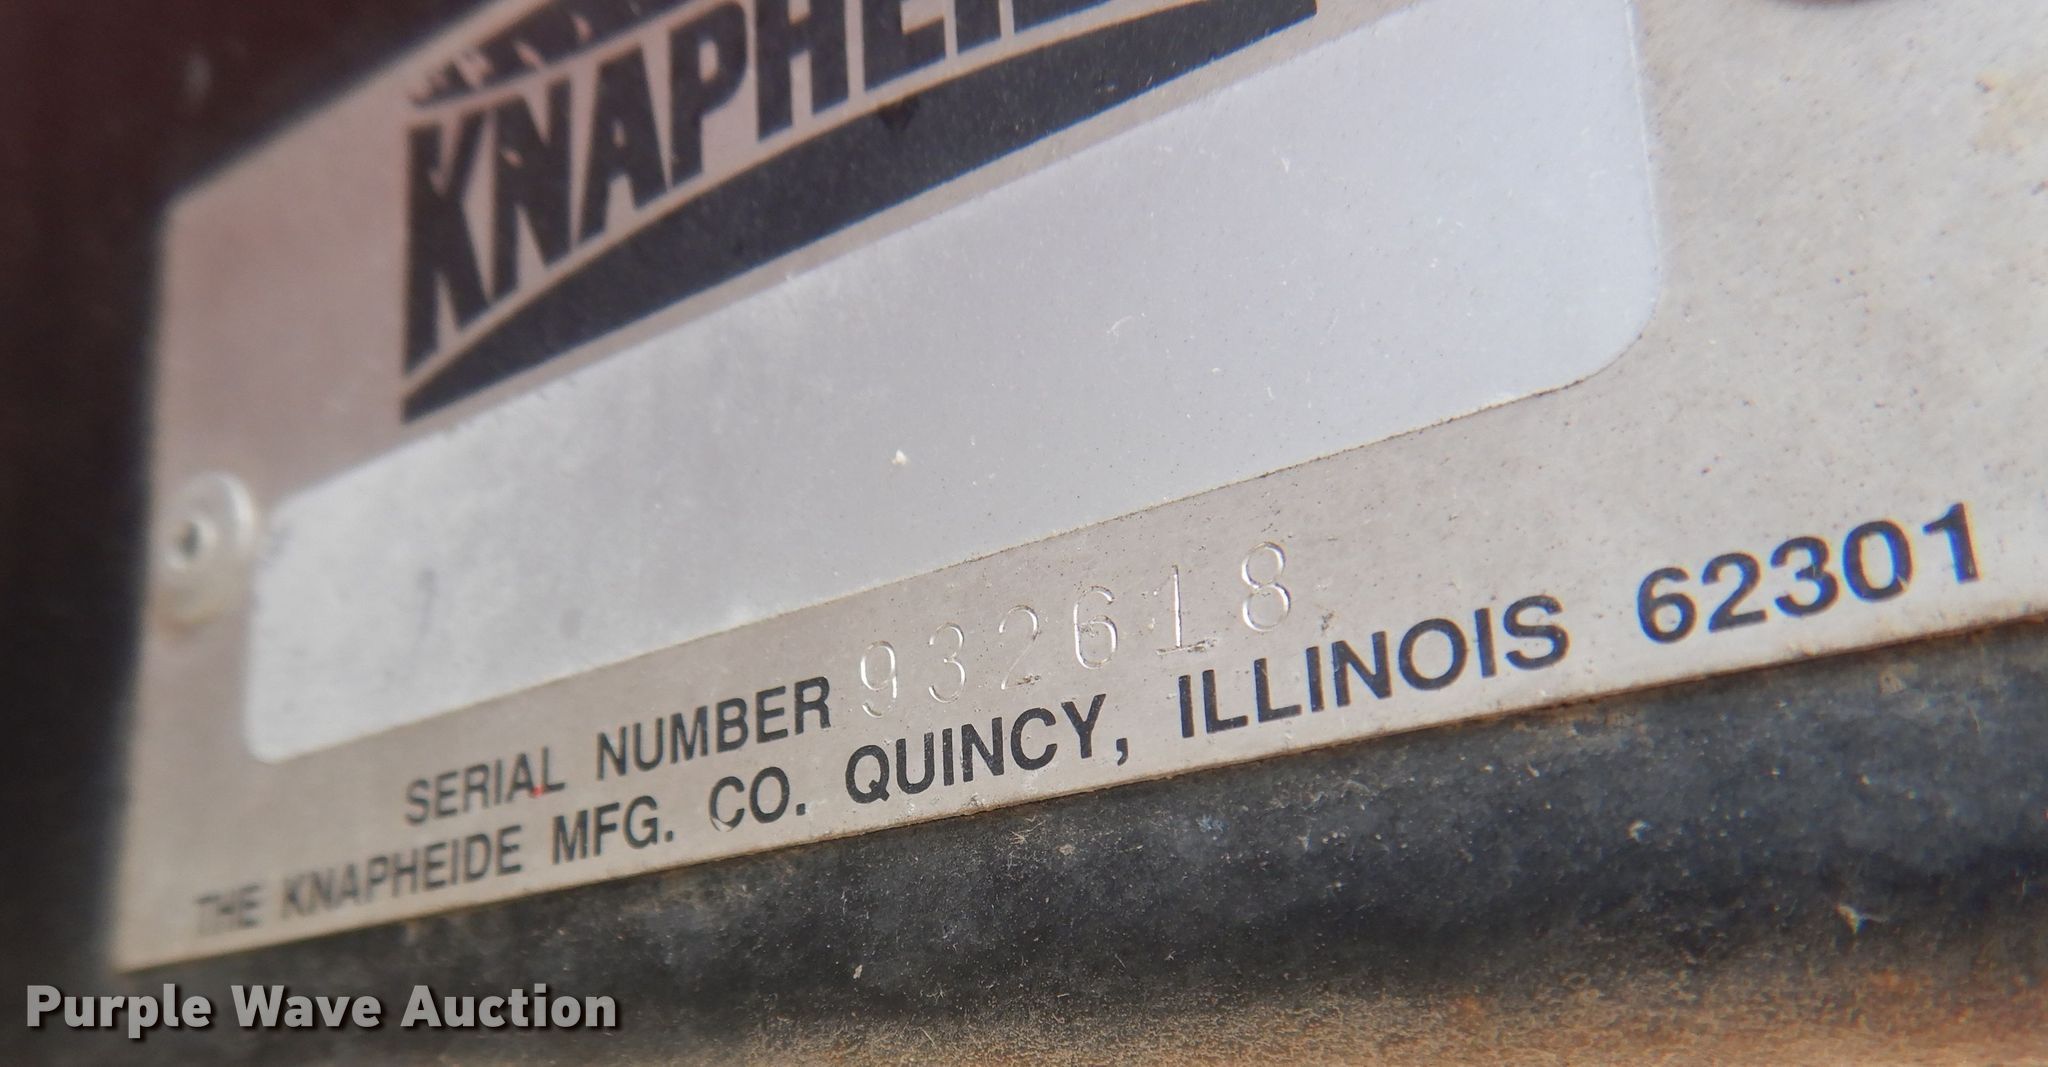 KNAPHEI
SERIAL NUMBER 932618
THE KNAPHEIDE MFG. CO. QUINCY, ILLINOIS 62301
Purple Wave Auction